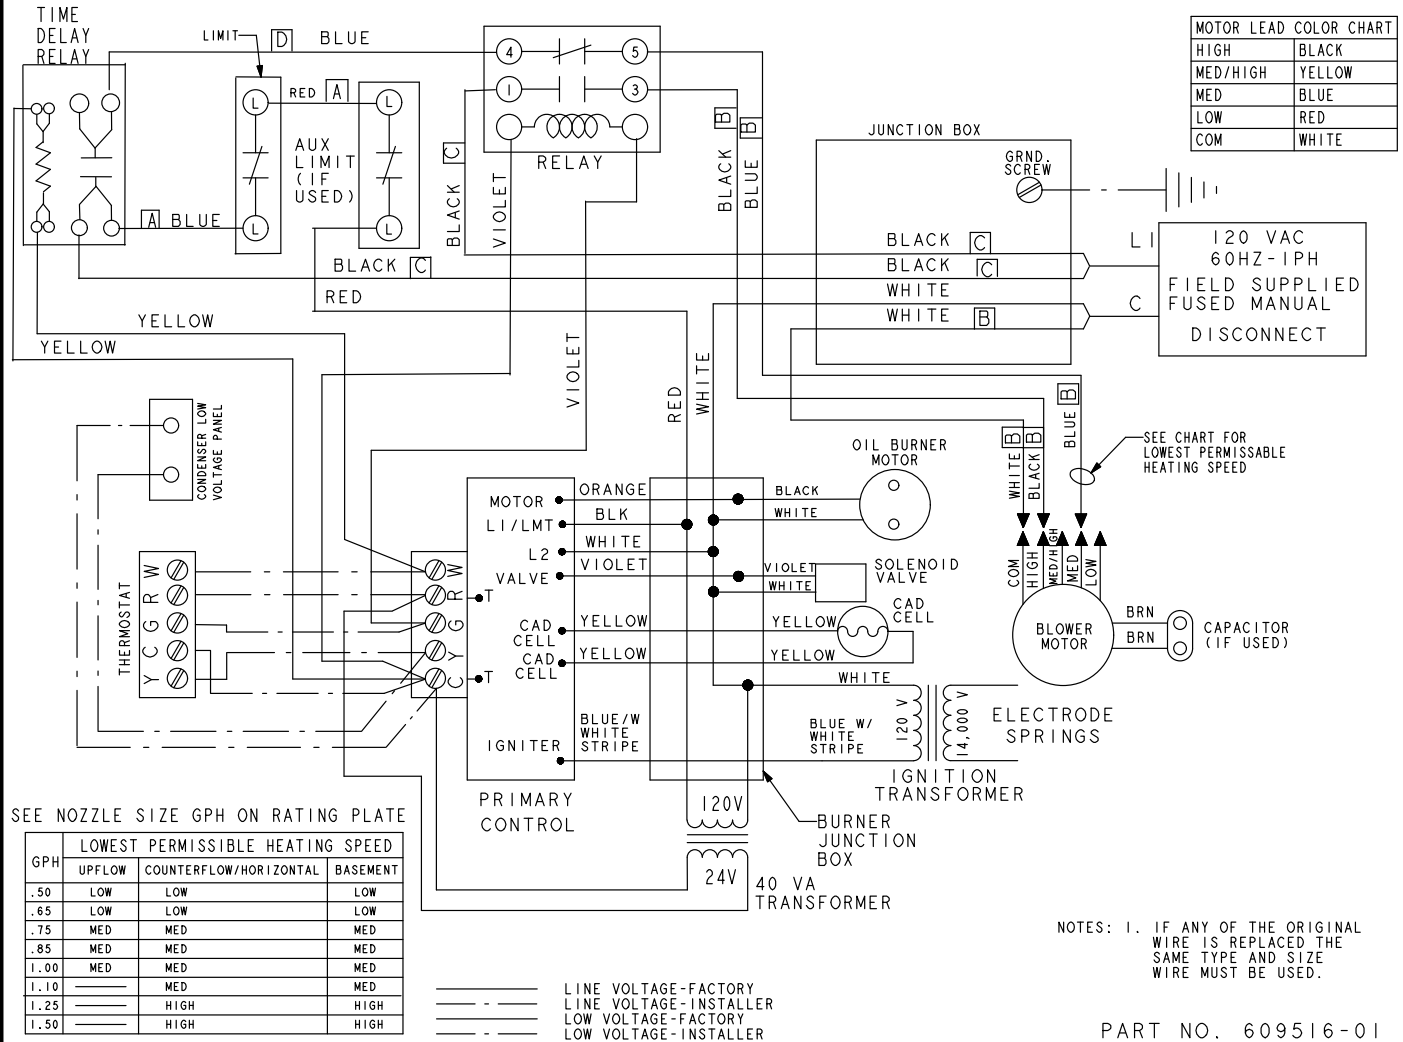 TIME
DELAY
RELAY
LIMIT
D BLUE
4
5
1
3
RELAY
L
RED A
L
AUX
LIMIT
(IF
USED)
L
L
A BLUE
BLACK C
VIOLET
BLACK B
BLUE B
JUNCTION BOX
GRND.
SCREW
MOTOR LEAD COLOR CHART
HIGH BLACK
MED/HIGH YELLOW
MED BLUE
LOW RED
COM WHITE
BLACK C
BLACK C
WHITE
WHITE B
L1
C
120 VAC
60HZ-1PH
FIELD SUPPLIED
FUSED MANUAL
DISCONNECT
BLACK C
RED
YELLOW
YELLOW
VIOLET
RED
WHITE
CONDENSER LOW
VOLTAGE PANEL
BLUE B
WHITE B
BLACK B
SEE CHART FOR
LOWEST PERMISSABLE
HEATING SPEED
OIL BURNER
MOTOR
MOTOR
ORANGE
BLACK
L1/LMT
BLK
WHITE
L2
WHITE
VALVE
VIOLET
VIOLET
WHITE
SOLENOID
VALVE
CAD
CELL
YELLOW
YELLOW
CAD
CELL
CAD
CELL
YELLOW
YELLOW
THERMOSTAT
W
R
G
C
Y
W
R
G
Y
C
T
T
COM
HIGH
MED/HIGH
MED
LOW
BLOWER
MOTOR
BRN
BRN
CAPACITOR
(IF USED)
WHITE
BLUE/W
WHITE
STRIPE
IGNITER
BLUE W/
WHITE
STRIPE
120 V
14,000 V
ELECTRODE
SPRINGS
IGNITION
TRANSFORMER
PRIMARY
CONTROL
BURNER
JUNCTION
BOX
120V
24V
40 VA
TRANSFORMER
SEE NOZZLE SIZE GPH ON RATING PLATE
GPH LOWEST PERMISSIBLE HEATING SPEED
UPFLOW COUNTERFLOW/HORIZONTAL BASEMENT
.50 LOW LOW LOW
.65 LOW LOW LOW
.75 MED MED MED
.85 MED MED MED
1.00 MED MED MED
1.10 —— MED MED
1.25 —— HIGH HIGH
1.50 —— HIGH HIGH
LINE VOLTAGE-FACTORY
LINE VOLTAGE-INSTALLER
LOW VOLTAGE-FACTORY
LOW VOLTAGE-INSTALLER
NOTES: 1. IF ANY OF THE ORIGINAL
WIRE IS REPLACED THE
SAME TYPE AND SIZE
WIRE MUST BE USED.
PART NO. 609516-01